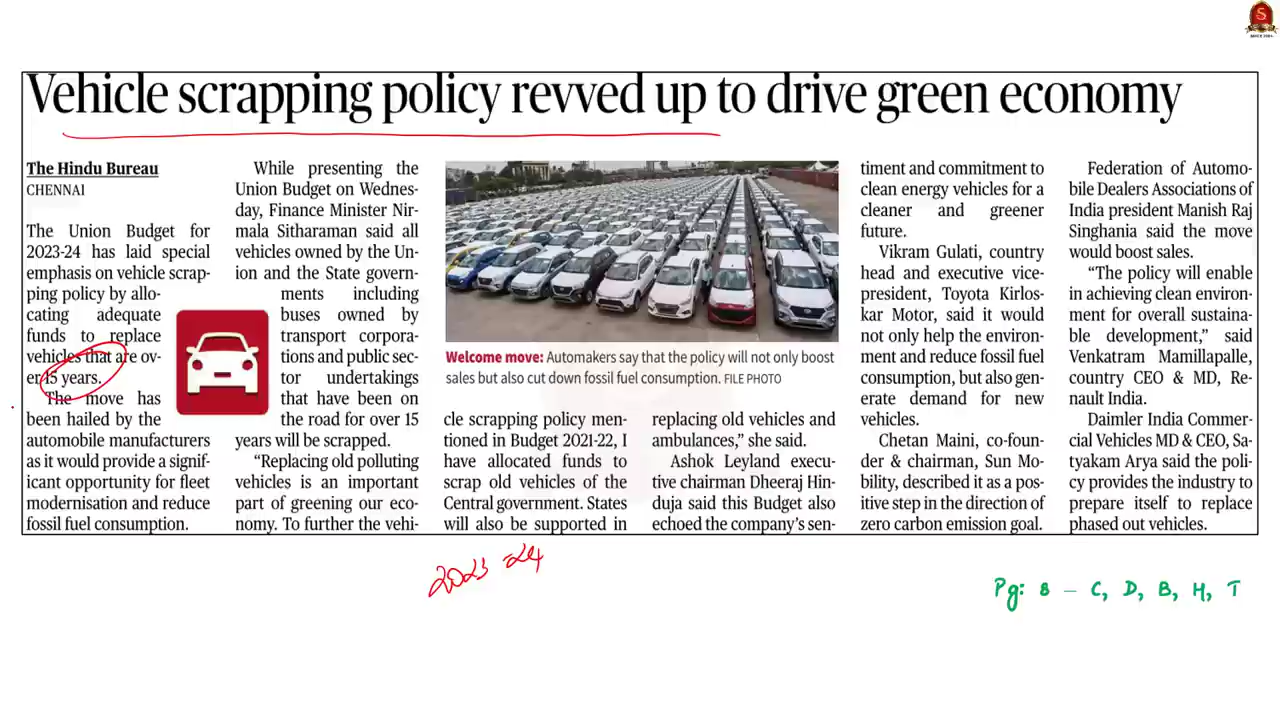 Vehicle scrapping policy revved up to drive green economy
The Hindu Bureau
CHENNAI
The Union Budget for
2023-24 has laid special
emphasis on vehicle scrap-
ping policy by allo-
cating adequate
funds to replace
vehicles that are ov-
er 15 years.
The move has
been hailed by the
automobile manufacturers
as it would provide a signif-
icant opportunity for fleet
modernisation and reduce
fossil fuel consumption.
While presenting the
Union Budget on Wednes-
day, Finance Minister Nir-
mala Sitharaman said all
vehicles owned by the Un-
ion and the State govern-
ments including
buses owned by
transport corpora-
tions and public sec-
tor undertakings
that have been on
the road for over 15
years will be scrapped.
“Replacing old polluting
vehicles is an important
part of greening our eco-
nomy. To further the vehi-
Welcome move: Automakers say that the policy will not only boost
sales but also cut down fossil fuel consumption. FILE PHOTO
cle scrapping policy men-
tioned in Budget 2021-22, I
have allocated funds to
scrap old vehicles of the
Central government. States
will also be supported in
replacing old vehicles and
ambulances,” she said.
Ashok Leyland execu-
tive chairman Dheeraj Hin-
duja said this Budget also
echoed the company’s sen-
timent and commitment to
clean energy vehicles for a
cleaner and greener
future.
Vikram Gulati, country
head and executive vice-
president, Toyota Kirlos-
kar Motor, said it would
not only help the environ-
ment and reduce fossil fuel
consumption, but also gen-
erate demand for new
vehicles.
Chetan Maini, co-foun-
der & chairman, Sun Mo-
bility, described it as a pos-
itive step in the direction of
zero carbon emission goal.
Federation of Automo-
bile Dealers Associations of
India president Manish Raj
Singhania said the move
would boost sales.
“The policy will enable
in achieving clean environ-
ment for overall sustaina-
ble development,” said
Venkatram Mamillapalle,
country CEO & MD, Re-
nault India.
Daimler India Commer-
cial Vehicles MD & CEO, Sa-
tyakam Arya said the poli-
cy provides the industry to
prepare itself to replace
phased out vehicles.
2023-24
Pg: 8 – C, D, B, H, T